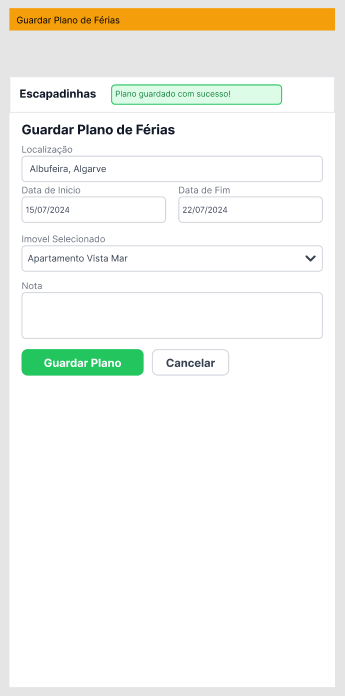 Guardar Plano de Férias
Escapadinhas
Plano guardado com sucesso!
Guardar Plano de Férias
Localização
Albufeira, Algarve
Data de Inicio
Data de Fim
15/07/2024
22/07/2024
Imovel Selecionado
Apartamento Vista Mar
Nota
Guardar Plano
Cancelar